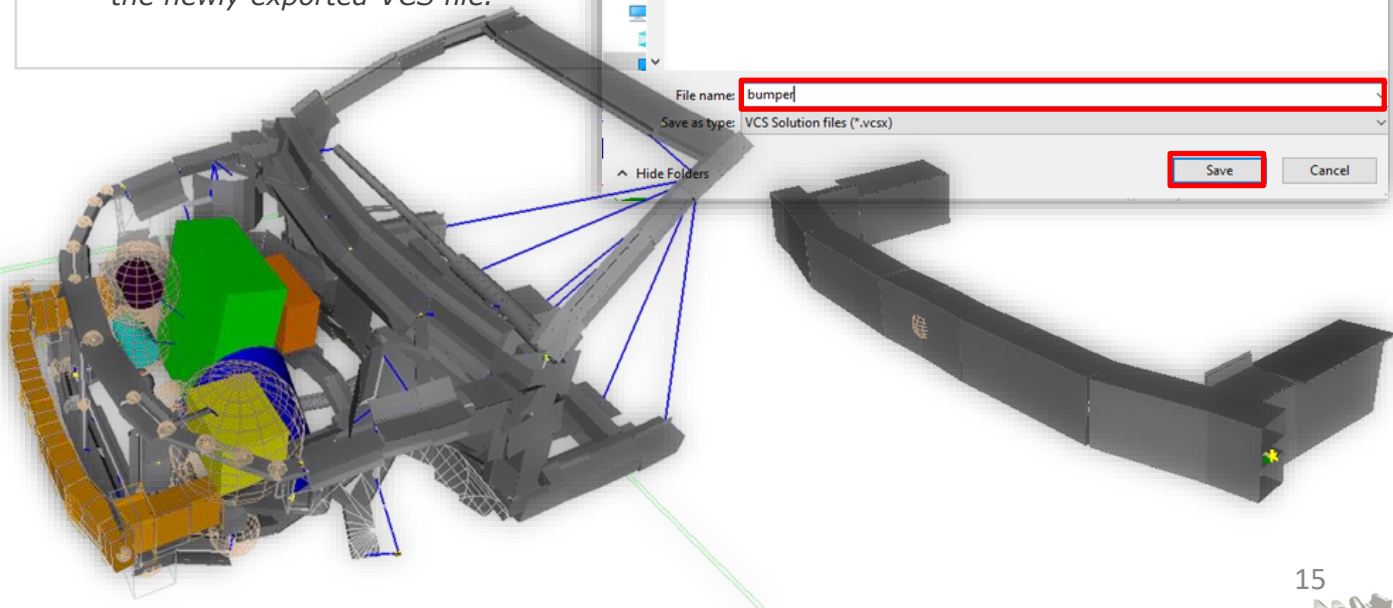 the newly exported VCS file.
File name: bumper
Save as type: VCS Solution files (*.vcsx)
Hide Folders
Save Cancel
15